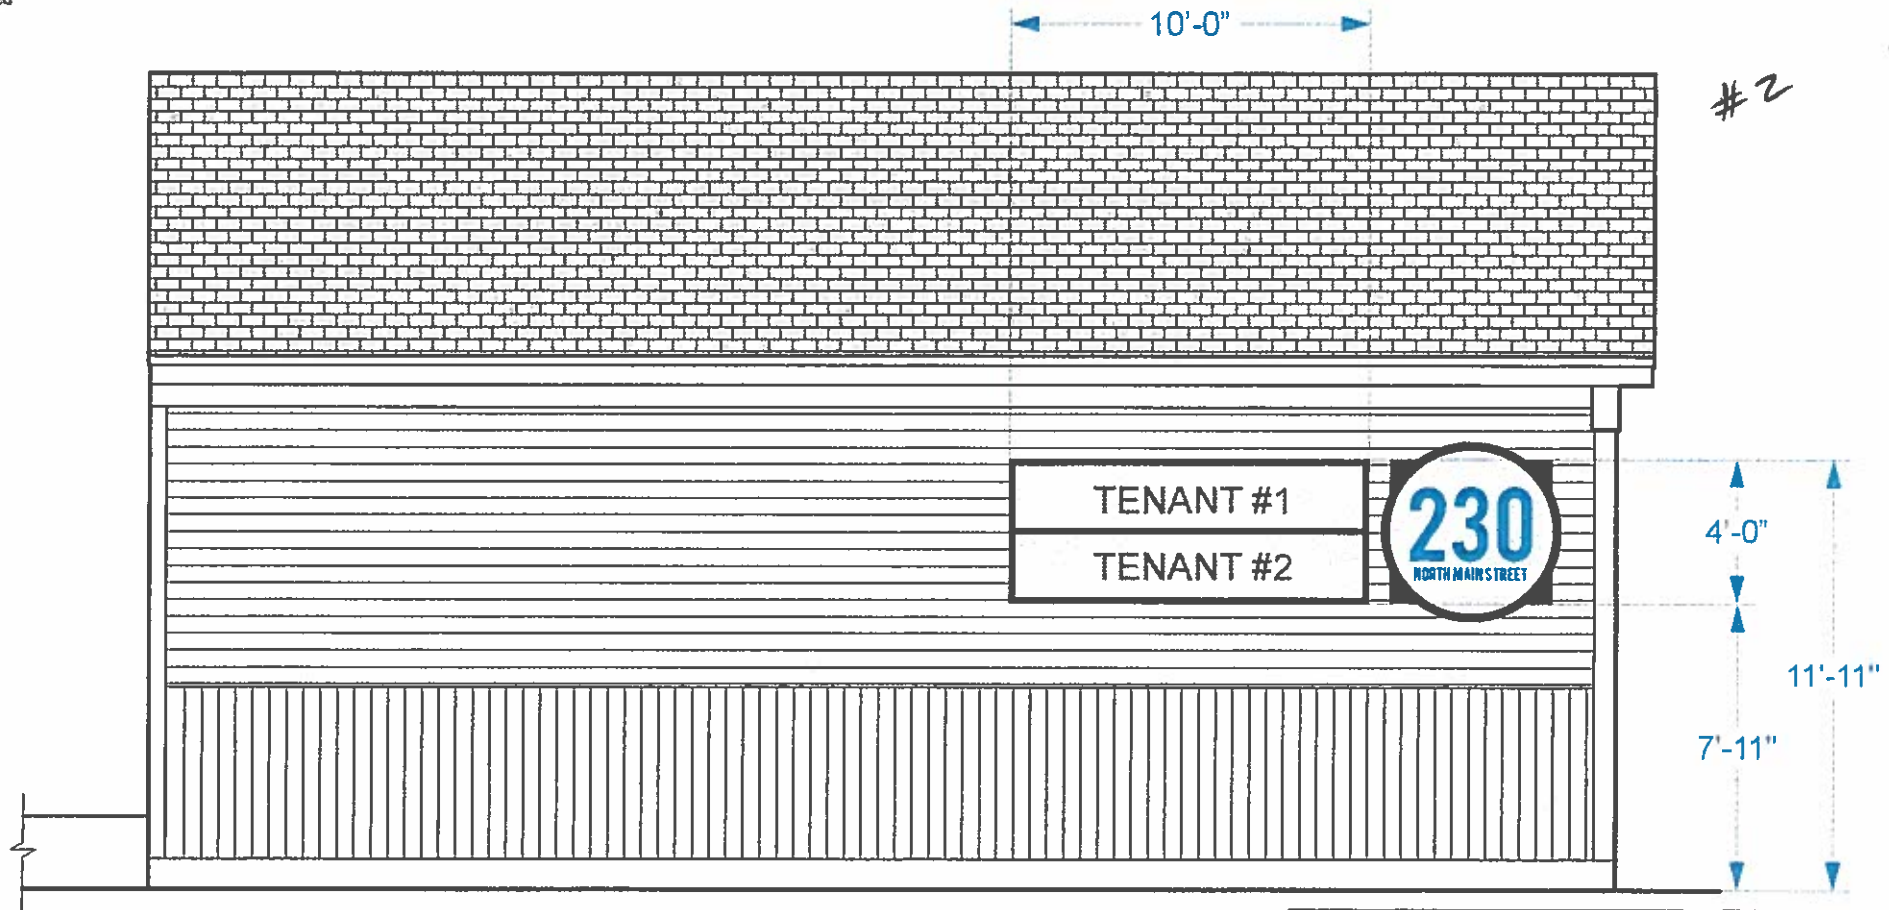 10'-0"
#2
TENANT #1
TENANT #2
230
NORTH MAIN STREET
4'-0"
11'-11"
7'-11"